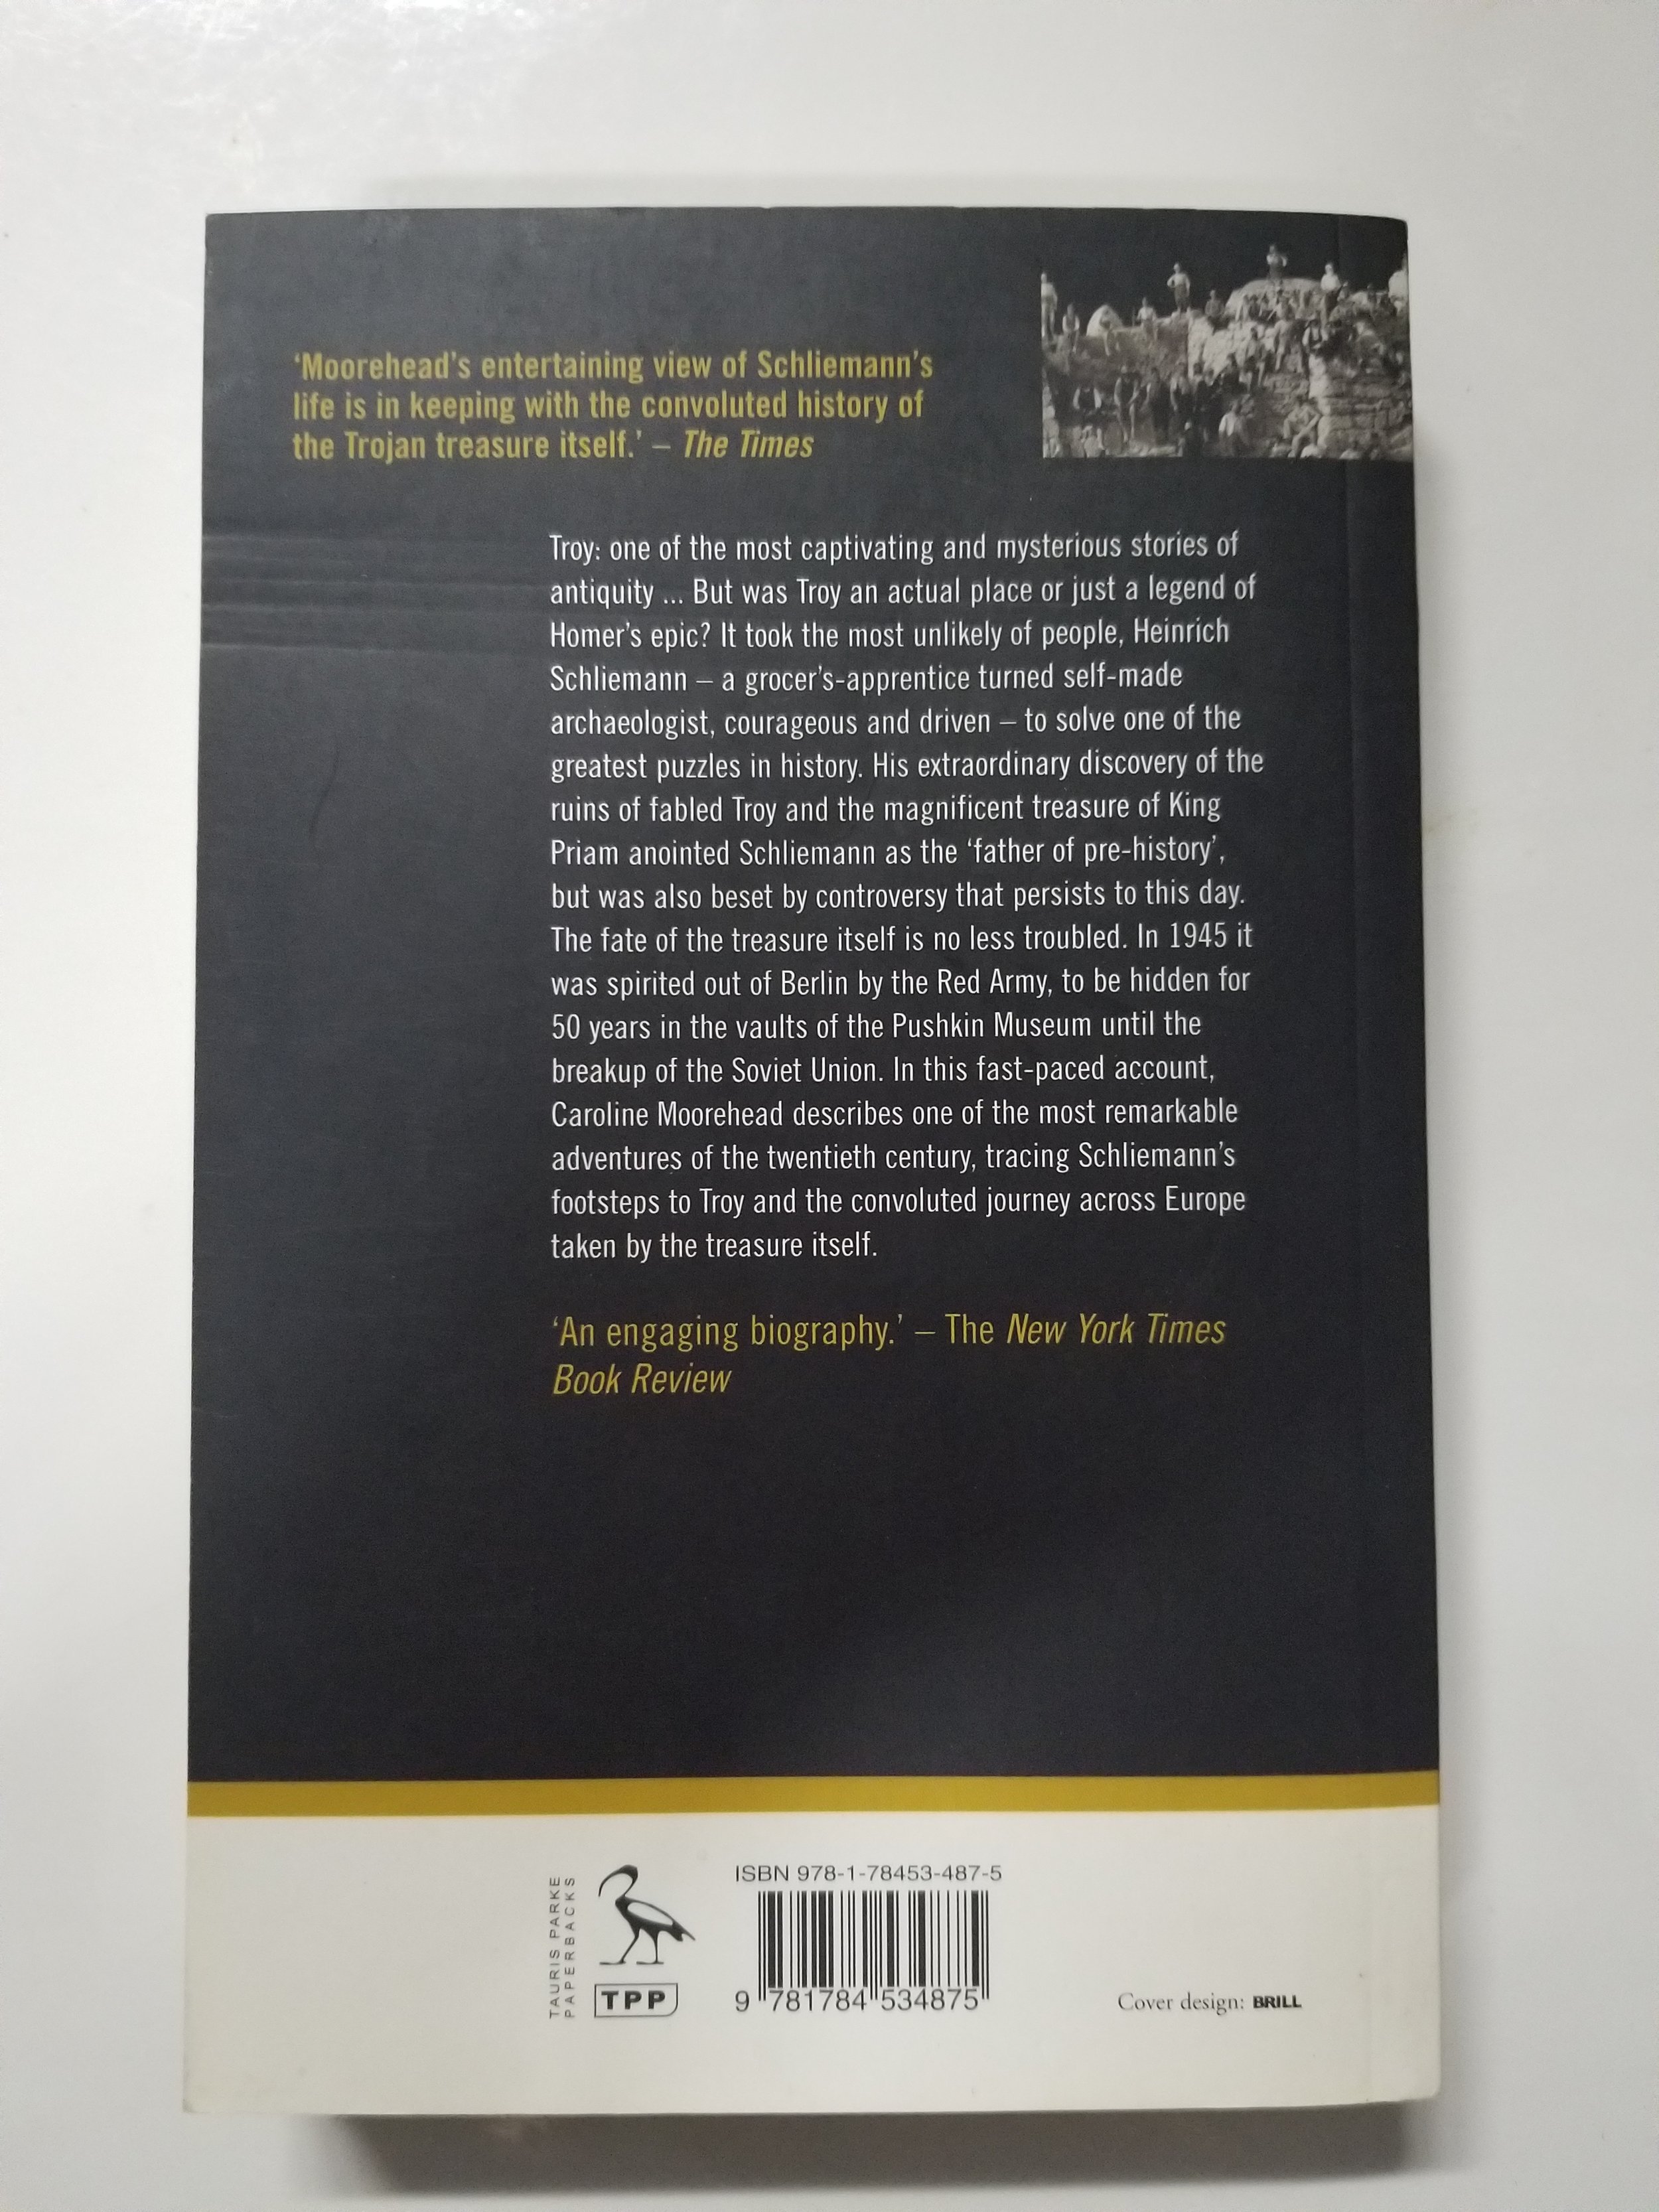 ‘Moorehead’s entertaining view of Schliemann’s
life is in keeping with the convoluted history of
the Trojan treasure itself.’ – The Times
Troy: one of the most captivating and mysterious stories of
antiquity ... But was Troy an actual place or just a legend of
Homer’s epic? It took the most unlikely of people, Heinrich
Schliemann – a grocer’s-apprentice turned self-made
archaeologist, courageous and driven – to solve one of the
greatest puzzles in history. His extraordinary discovery of the
ruins of fabled Troy and the magnificent treasure of King
Priam anointed Schliemann as the ‘father of pre-history’,
but was also beset by controversy that persists to this day.
The fate of the treasure itself is no less troubled. In 1945 it
was spirited out of Berlin by the Red Army, to be hidden for
50 years in the vaults of the Pushkin Museum until the
breakup of the Soviet Union. In this fast-paced account,
Caroline Moorehead describes one of the most remarkable
adventures of the twentieth century, tracing Schliemann’s
footsteps to Troy and the convoluted journey across Europe
taken by the treasure itself.
‘An engaging biography.’ – The New York Times
Book Review
TAURIS PARKE
PAPERBACKS
TPP
ISBN 978-1-78453-487-5
9 781784 534875
Cover design: BRILL